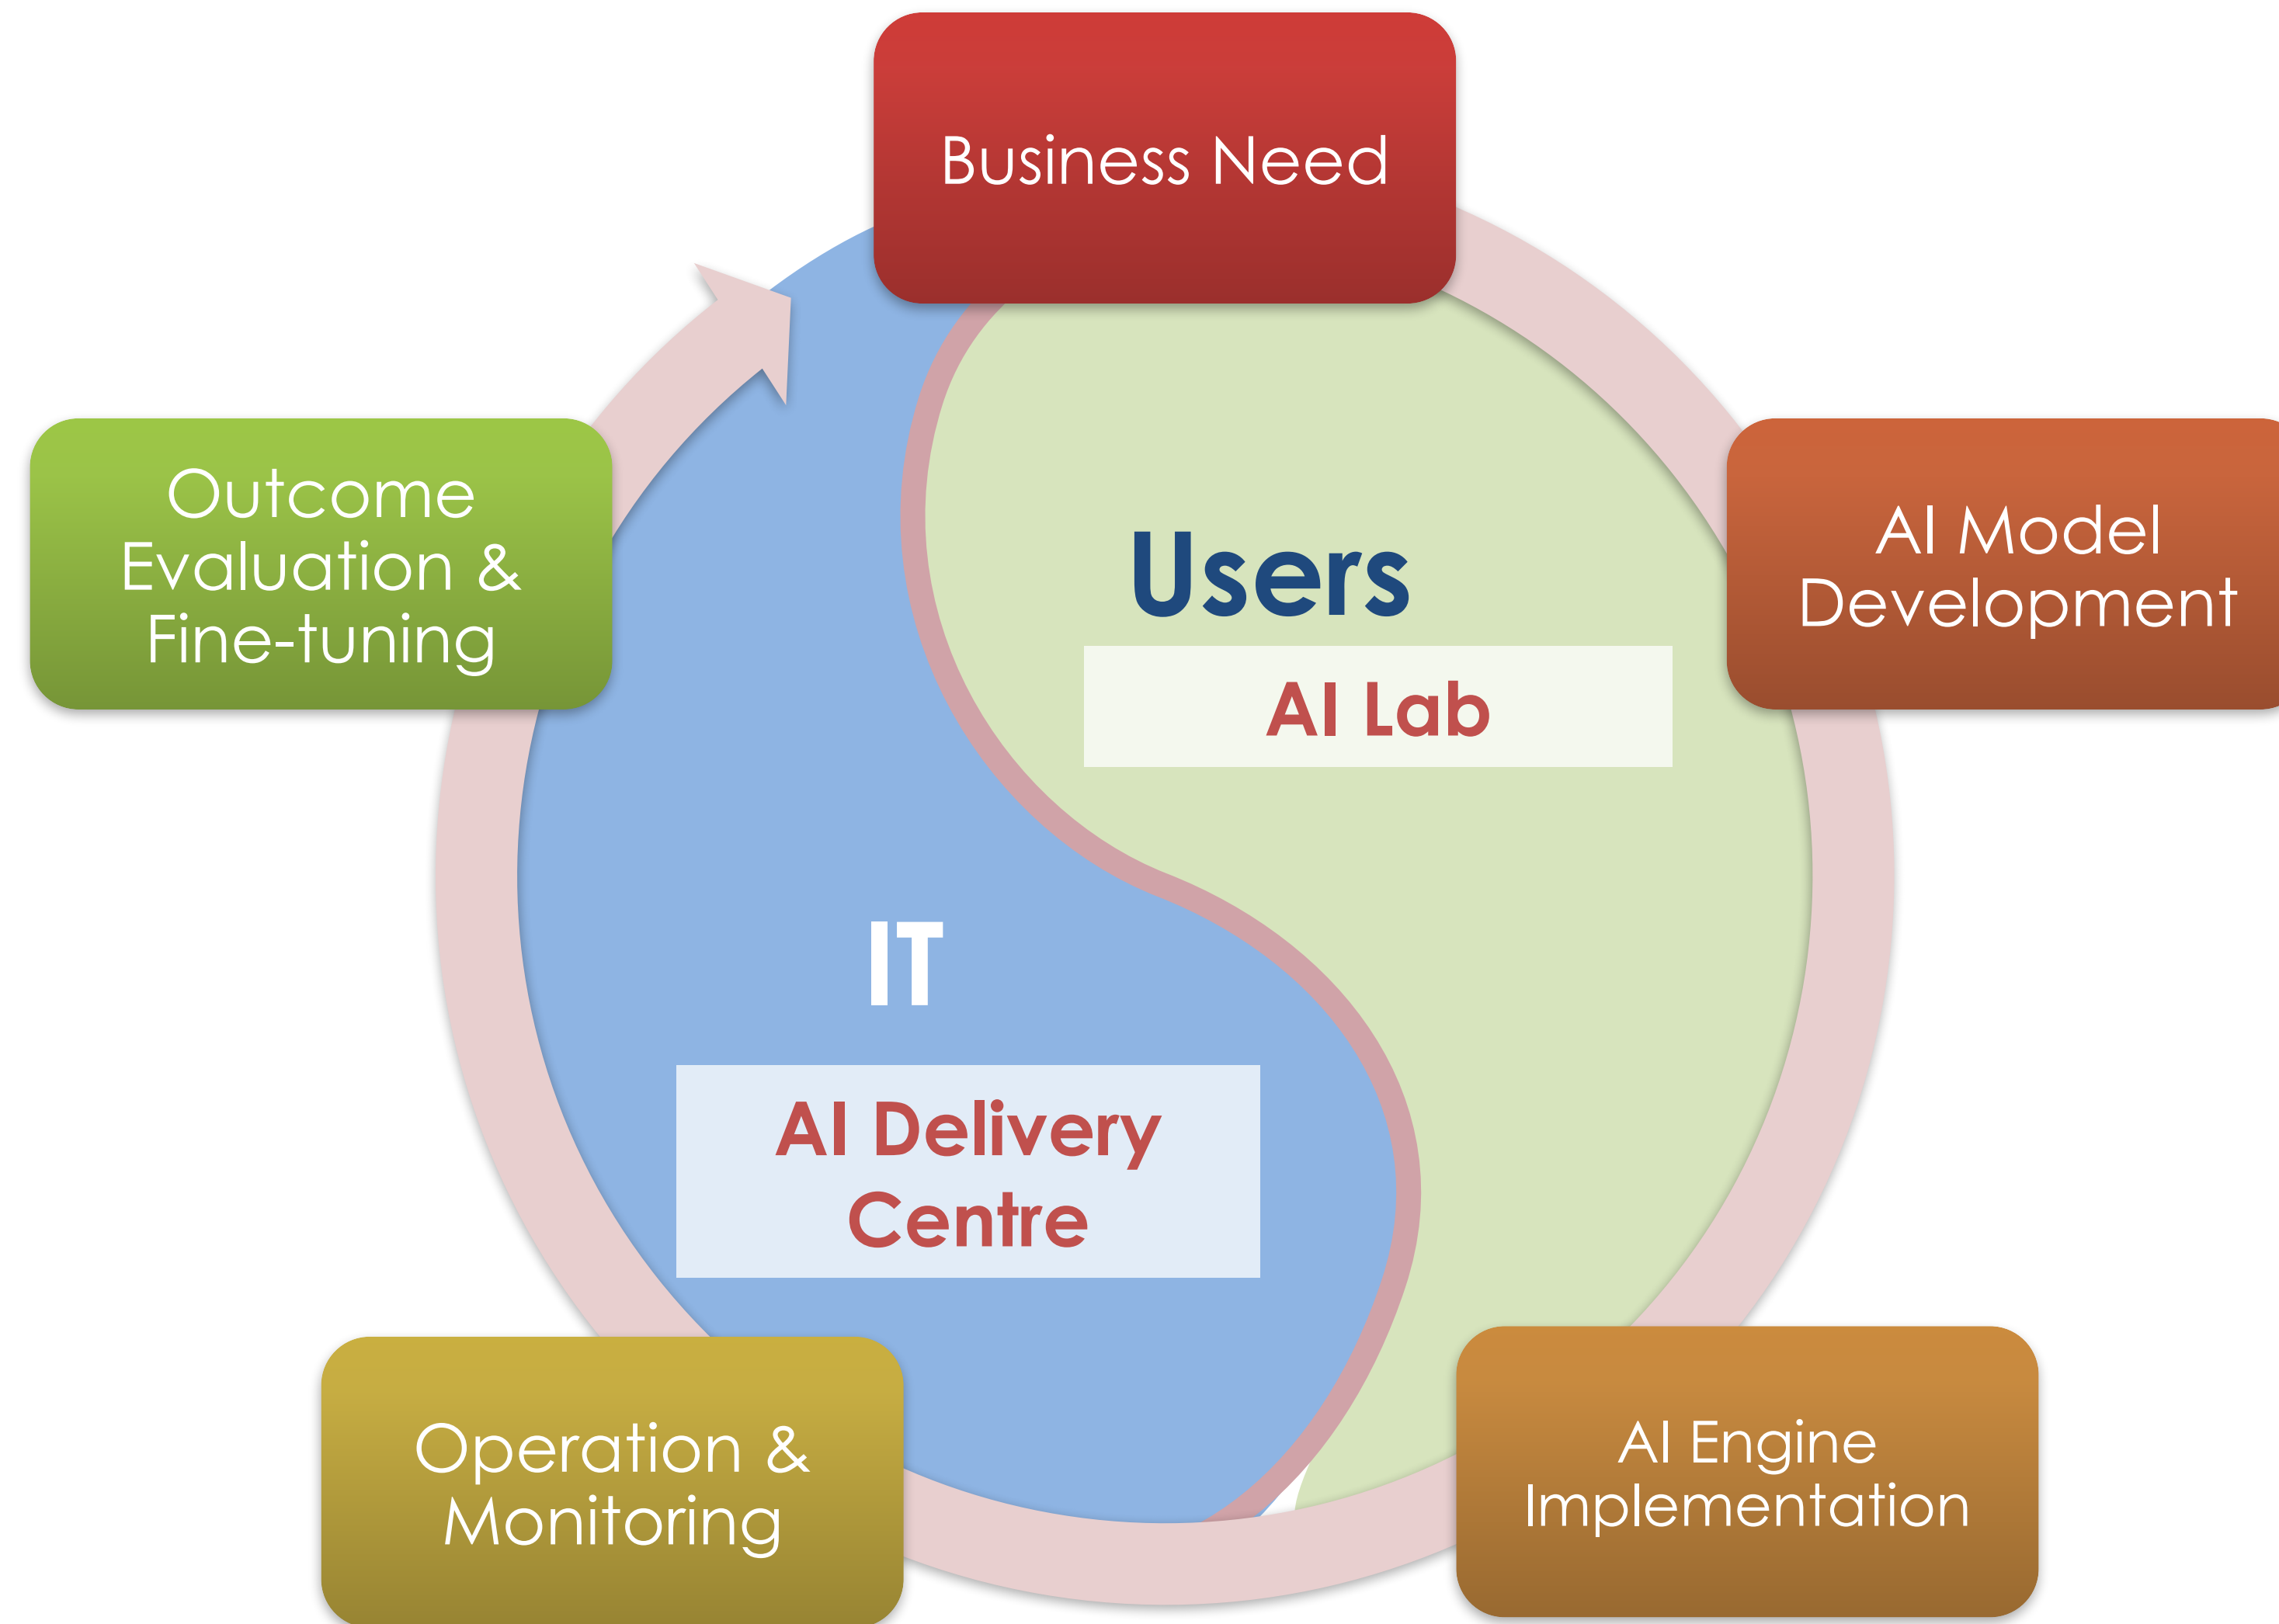 Business Need
Outcome
Evaluation &
Fine-tuning
AI Model
Development
Users
AI Lab
IT
AI Delivery
Centre
Operation &
Monitoring
AI Engine
Implementation